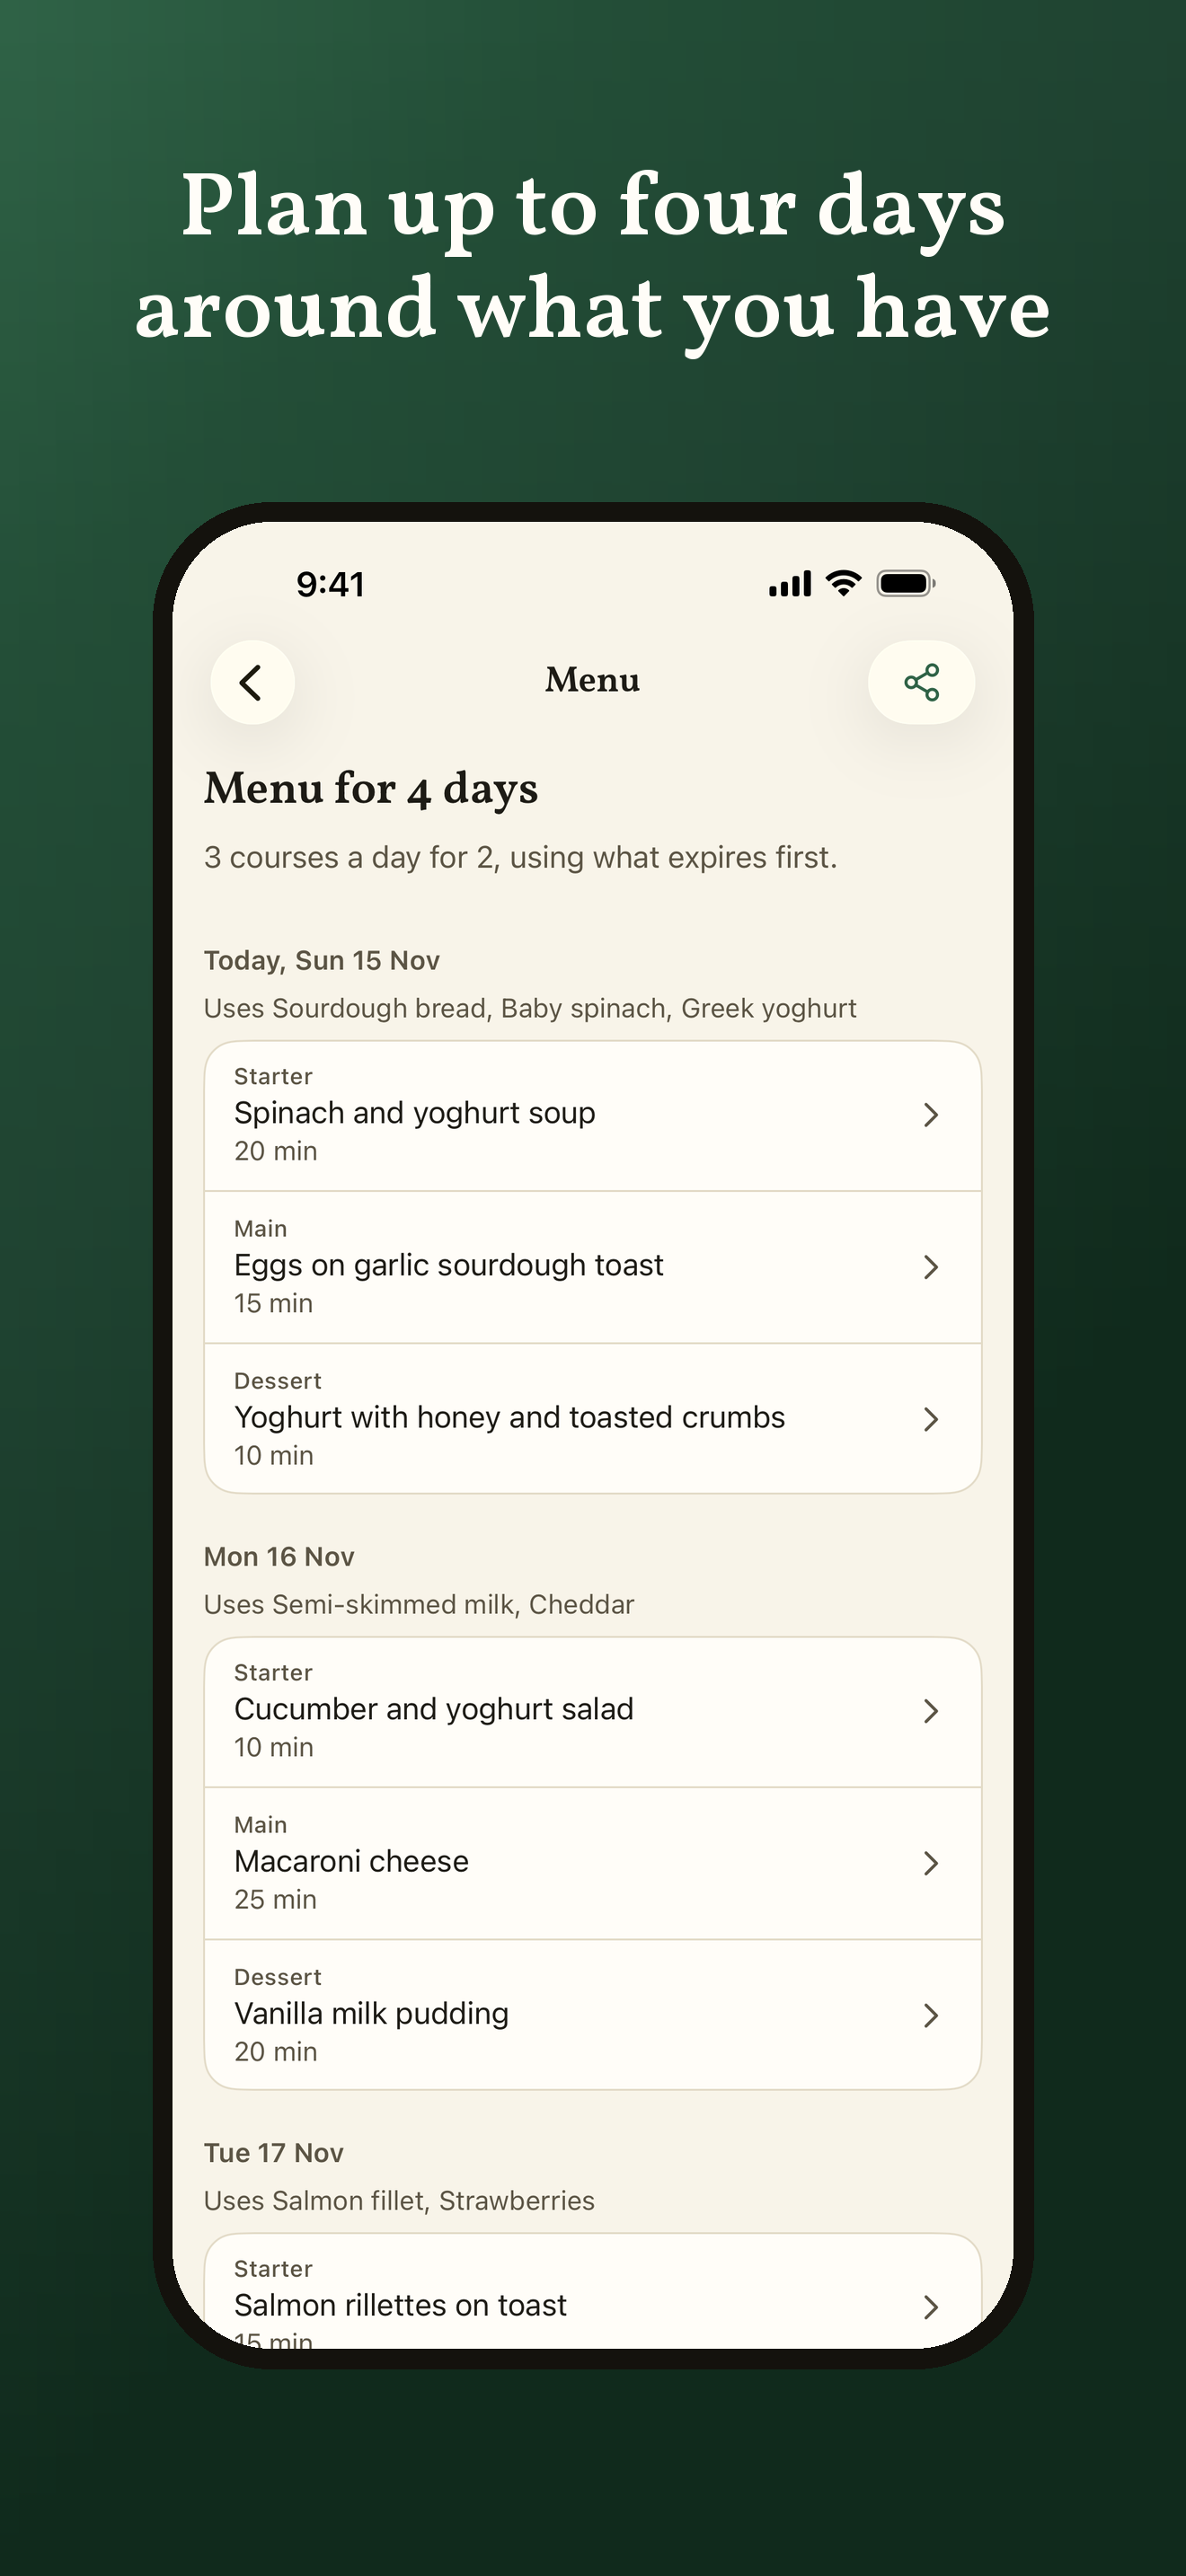 Plan up to four days
around what you have
9:41
Menu
Menu for 4 days
3 courses a day for 2, using what expires first.
Today, Sun 15 Nov
Uses Sourdough bread, Baby spinach, Greek yoghurt
Starter
Spinach and yoghurt soup
20 min
Main
Eggs on garlic sourdough toast
15 min
Dessert
Yoghurt with honey and toasted crumbs
10 min
Mon 16 Nov
Uses Semi-skimmed milk, Cheddar
Starter
Cucumber and yoghurt salad
10 min
Main
Macaroni cheese
25 min
Dessert
Vanilla milk pudding
20 min
Tue 17 Nov
Uses Salmon fillet, Strawberries
Starter
Salmon rillettes on toast
15 min